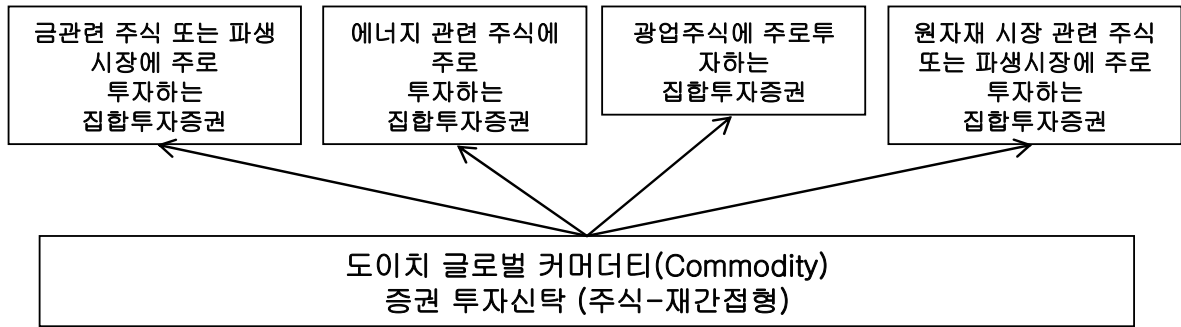 금관련 주식 또는 파생
시장에 주로
투자하는
집합투자증권
에너지 관련 주식에
주로
투자하는
집합투자증권
광업주식에 주로투
자하는
집합투자증권
원자재 시장 관련 주식
또는 파생시장에 주로
투자하는
집합투자증권
도이치 글로벌 커머더티(Commodity)
증권 투자신탁 (주식-재간접형)